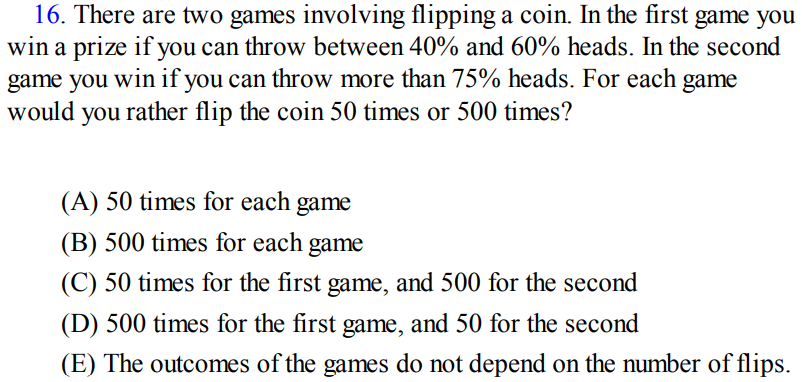 16. There are two games involving flipping a coin. In the first game you
win a prize if you can throw between 40% and 60% heads. In the second
game you win if you can throw more than 75% heads. For each game
would you rather flip the coin 50 times or 500 times?
(A) 50 times for each game
(B) 500 times for each game
(C) 50 times for the first game, and 500 for the second
(D) 500 times for the first game, and 50 for the second
(E) The outcomes of the games do not depend on the number of flips.